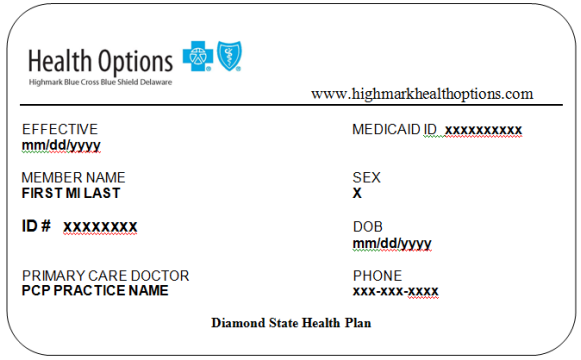 Health Options
Highmark Blue Cross Blue Shield Delaware
www.highmarkhealthoptions.com
EFFECTIVE MEDICAID ID xxxxxxxxxx
mm/dd/yyyy
MEMBER NAME SEX
FIRST MI LAST X
ID # xxxxxxxx DOB
mm/dd/yyyy
PRIMARY CARE DOCTOR PHONE
PCP PRACTICE NAME xxx-xxx-xxxx
Diamond State Health Plan